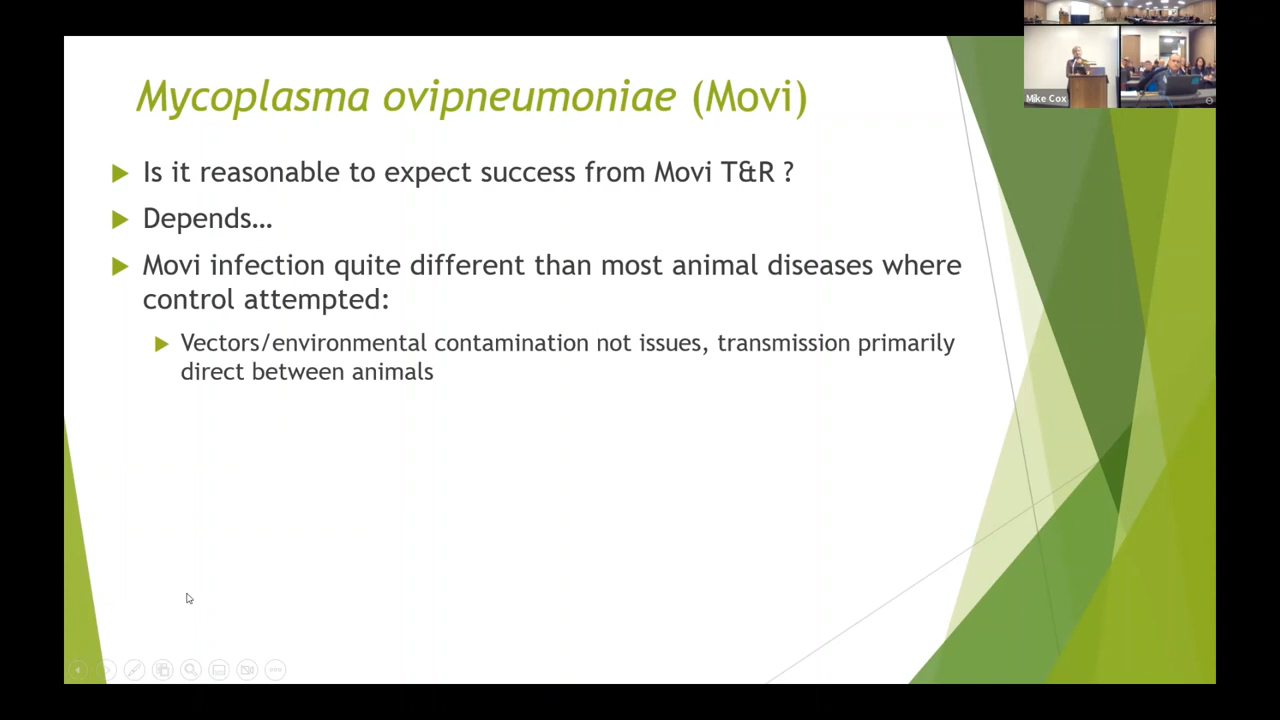 Mycoplasma ovipneumoniae (Movi)
Is it reasonable to expect success from Movi T&R ?
Depends…
Movi infection quite different than most animal diseases where
control attempted:
Vectors/environmental contamination not issues, transmission primarily
direct between animals
Mike Cox